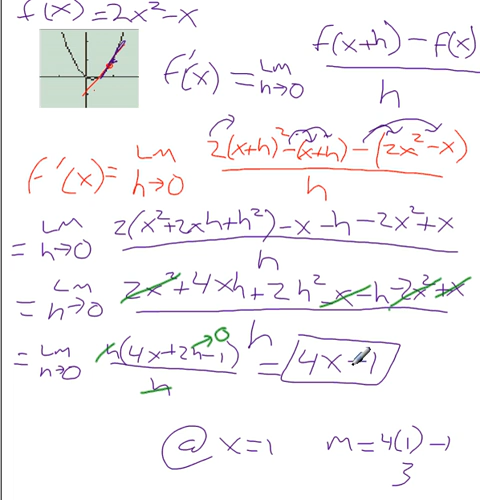 f(x)=2x²-x
f'(x) = Lim h→0 (f(x+h)-f(x))/h
f'(x) = Lim h→0 (2(x+h)²-(x+h)-(2x²-x))/h
= Lim h→0 (2(x²+2xh+h²)-x-h-2x²+x)/h
= Lim h→0 (2x²+4xh+2h²-x-h-2x²+x)/h
= Lim h→0 (h(4x+2h-1))/h → 0 = 4x-1
@ x=1 m=4(1)-1
3